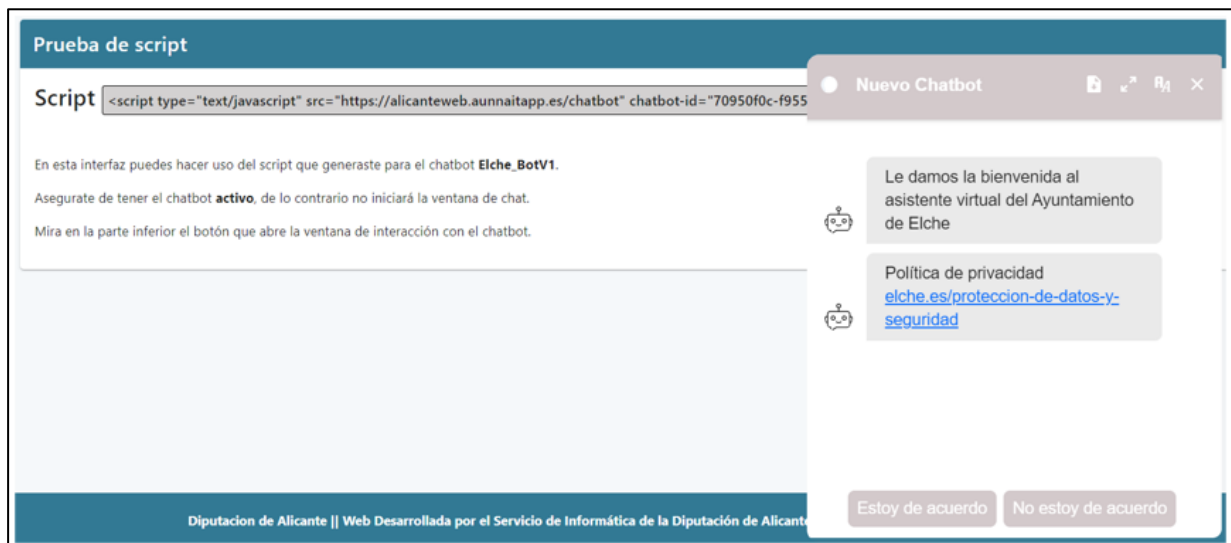 Prueba de script
Script <script type="text/javascript" src="https://alicanteweb.aunnaitapp.es/chatbot" chatbot-id="70950f0c-f955
En esta interfaz puedes hacer uso del script que generaste para el chatbot Elche_BotV1.
Asegurate de tener el chatbot activo, de lo contrario no iniciará la ventana de chat.
Mira en la parte inferior el botón que abre la ventana de interacción con el chatbot.
Nuevo Chatbot
Le damos la bienvenida al
asistente virtual del Ayuntamiento
de Elche
Política de privacidad
elche.es/proteccion-de-datos-y-
seguridad
Estoy de acuerdo
No estoy de acuerdo
Diputacion de Alicante || Web Desarrollada por el Servicio de Informática de la Diputación de Alicante